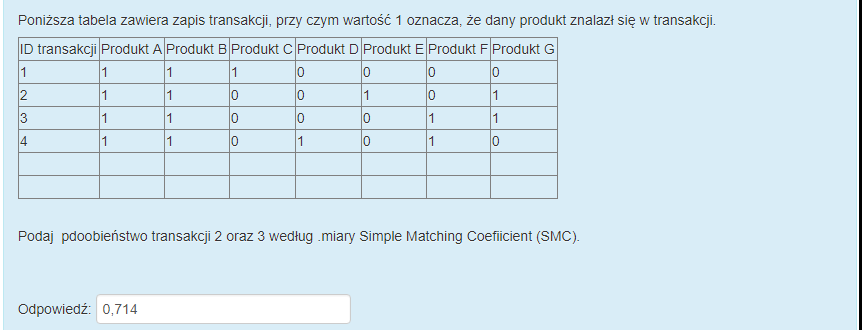 Poniższa tabela zawiera zapis transakcji, przy czym wartość 1 oznacza, że dany produkt znalazł się w transakcji.
ID transakcji Produkt A Produkt B Produkt C Produkt D Produkt E Produkt F Produkt G
1 1 1 1 0 0 0 0
2 1 1 0 0 1 0 1
3 1 1 0 0 0 1 1
4 1 1 0 1 0 1 0
Podaj pdoobieństwo transakcji 2 oraz 3 według .miary Simple Matching Coefiicient (SMC).
Odpowiedź: 0,714